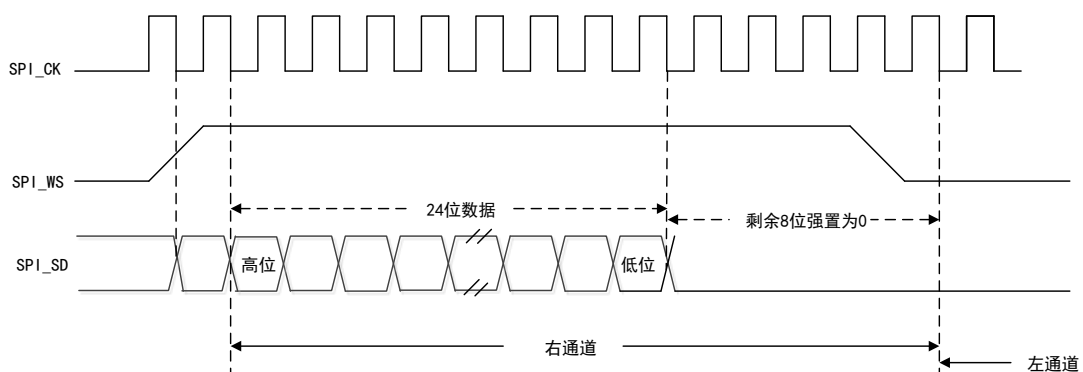 SPI_CK
SPI_WS
24位数据
剩余8位强置为0
SPI_SD
高位
低位
右通道
左通道